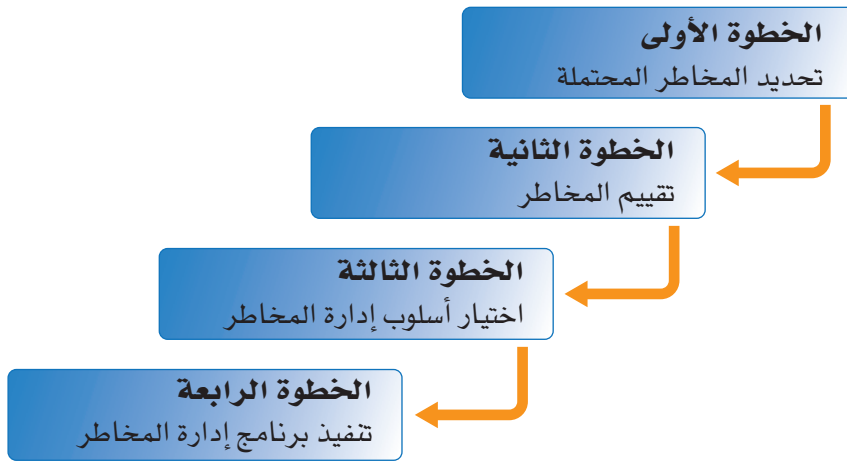 الخطوة الأولى
تحديد المخاطر المحتملة
الخطوة الثانية
تقييم المخاطر
الخطوة الثالثة
اختيار أسلوب إدارة المخاطر
الخطوة الرابعة
تنفيذ برنامج إدارة المخاطر